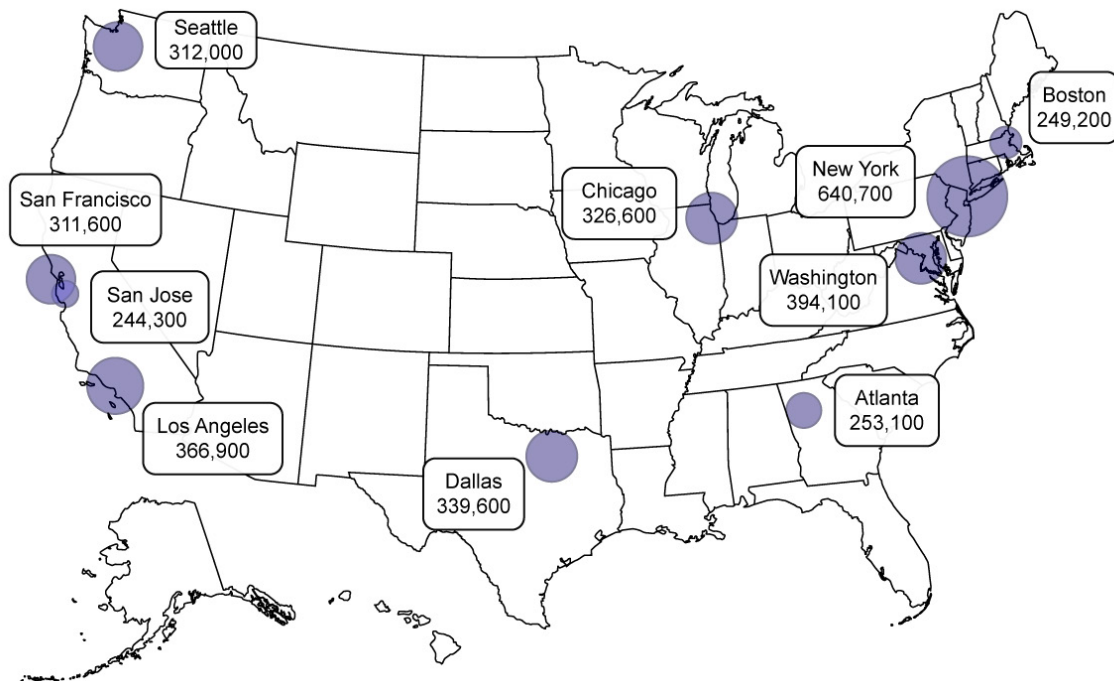 Seattle
312,000
Boston
249,200
New York
640,700
Chicago
326,600
San Francisco
311,600
Washington
394,100
San Jose
244,300
Atlanta
253,100
Los Angeles
366,900
Dallas
339,600